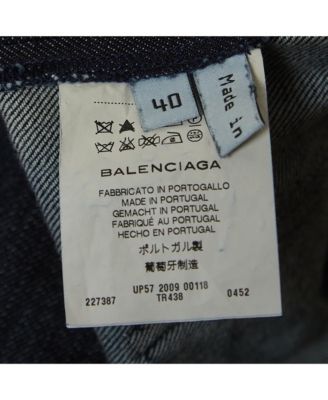 40
Made in
BALENCIAGA
FABBRICATO IN PORTOGALLO
MADE IN PORTUGAL
GEMACHT IN PORTUGAL
FABRIQUÉ AU PORTUGAL
HECHO EN PORTUGAL
ポルトガル製
葡萄牙制造
UP57 2009 00118
227387 TR438 0452